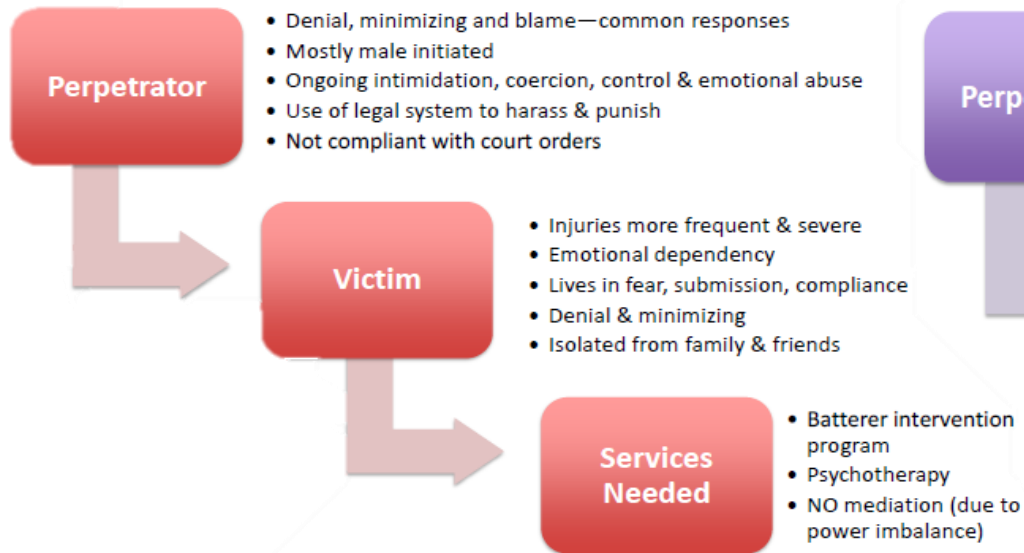 Perpetrator
• Denial, minimizing and blame—common responses
• Mostly male initiated
• Ongoing intimidation, coercion, control & emotional abuse
• Use of legal system to harass & punish
• Not compliant with court orders
Perp
Victim
• Injuries more frequent & severe
• Emotional dependency
• Lives in fear, submission, compliance
• Denial & minimizing
• Isolated from family & friends
Services
Needed
• Batterer intervention
program
• Psychotherapy
• NO mediation (due to
power imbalance)